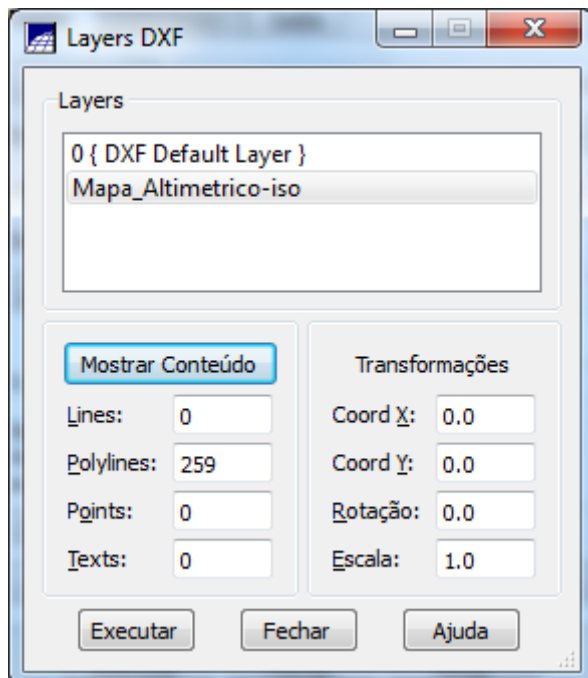 Layers DXF
Layers
0 { DXF Default Layer }
Mapa_Altimetrico-iso
Mostrar Conteúdo
Lines: 0
Polylines: 259
Points: 0
Texts: 0
Transformações
Coord X: 0.0
Coord Y: 0.0
Rotação: 0.0
Escala: 1.0
Executar Fechar Ajuda